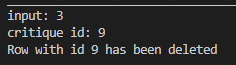 input: 3
critique id: 9
Row with id 9 has been deleted